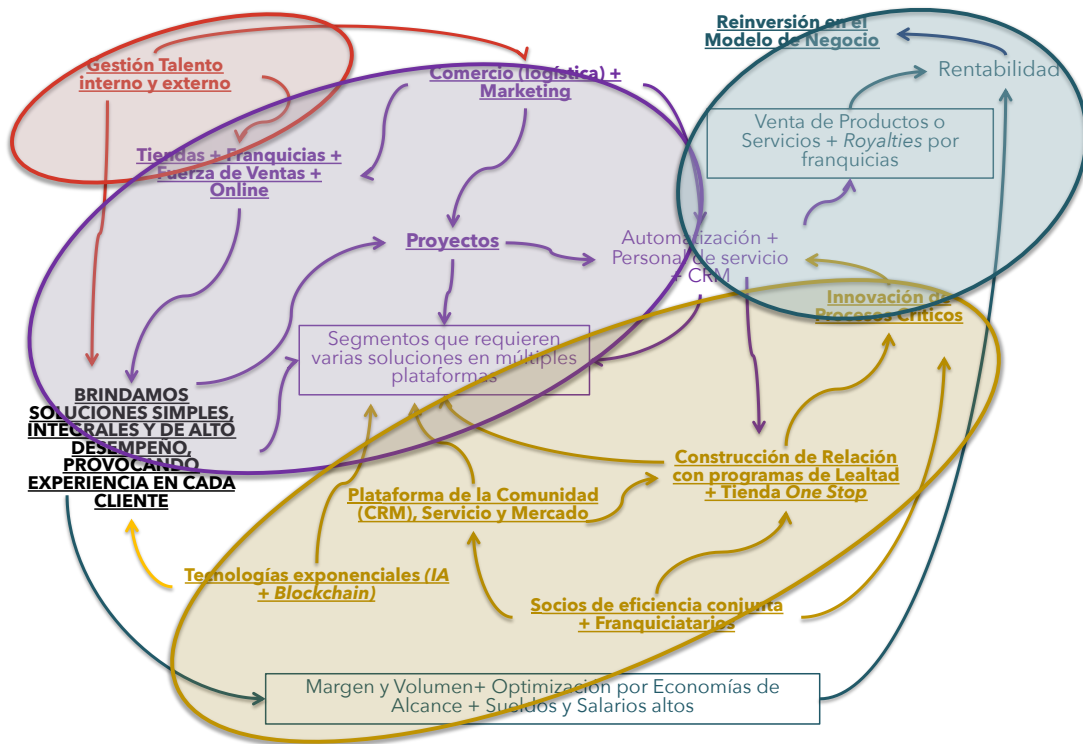 Reinversión en el
Modelo de Negocio
Gestión Talento
interno y externo
Comercio (logística) +
Marketing
Rentabilidad
Venta de Productos o
Servicios + Royalties por
franquicias
Tiendas + Franquicias +
Fuerza de Ventas +
Online
Proyectos
Automatización +
Personal de servicio
+ CRM
Innovación de
Procesos Críticos
Segmentos que requieren
varias soluciones en múltiples
plataformas
BRINDAMOS
SOLUCIONES SIMPLES,
INTEGRALES Y DE ALTO
DESEMPEÑO,
PROVOCANDO
EXPERIENCIA EN CADA
CLIENTE
Construcción de Relación
con programas de Lealtad
+ Tienda One Stop
Plataforma de la Comunidad
(CRM), Servicio y Mercado
Tecnologías exponenciales (IA
+ Blockchain)
Socios de eficiencia conjunta
+ Franquiciatarios
Margen y Volumen+ Optimización por Economías de
Alcance + Sueldos y Salarios altos